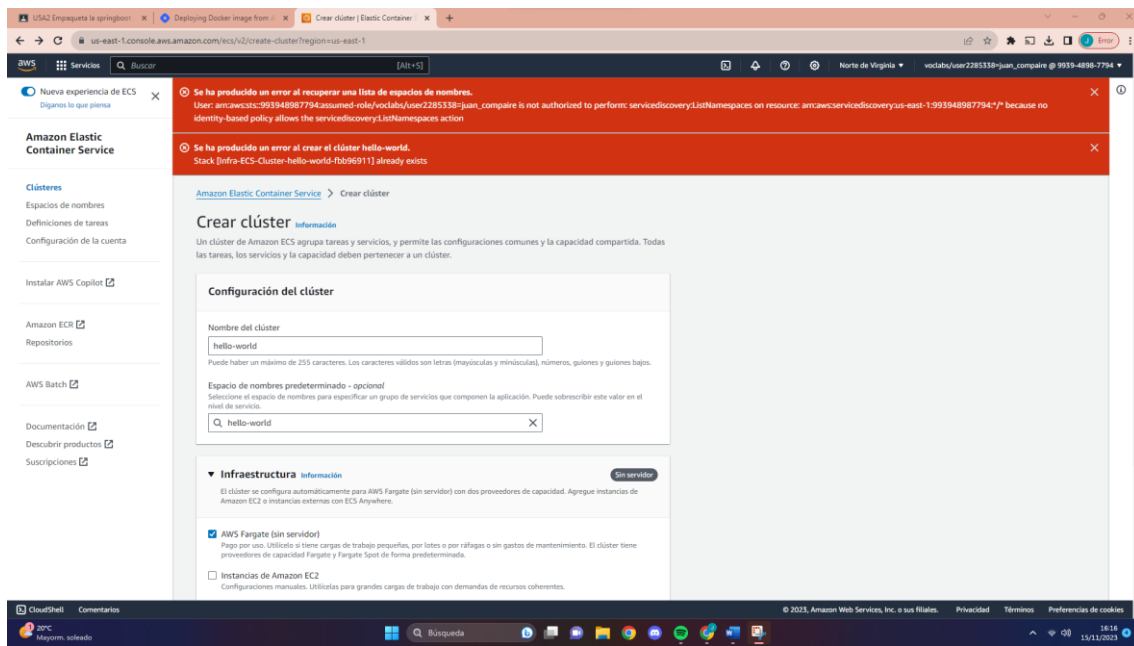 USA2 Empaqueta la springboot
Deploying Docker image from
Crear clúster | Elastic Container
us-east-1.console.aws.amazon.com/ecs/v2/create-cluster?region=us-east-1
Error
aws
Servicios
Buscar
[Alt+S]
Norte de Virginia
voclabs/user2285338=juan_compaire @ 9939-4898-7794
Nueva experiencia de ECS
Díganos lo que piensa
Amazon Elastic
Container Service
Clústeres
Espacios de nombres
Definiciones de tareas
Configuración de la cuenta
Instalar AWS Copilot
Amazon ECR
Repositorios
AWS Batch
Documentación
Descubrir productos
Suscripciones
Se ha producido un error al recuperar una lista de espacios de nombres.
User: arn:aws:sts::993948987794:assumed-role/voclabs/user2285338=juan_compaire is not authorized to perform: servicediscovery:ListNamespaces on resource: arn:aws:servicediscovery:us-east-1:993948987794:*/* because no
identity-based policy allows the servicediscovery:ListNamespaces action
Se ha producido un error al crear el clúster hello-world.
Stack [Infra-ECS-Cluster-hello-world-fbb96911] already exists
Amazon Elastic Container Service > Crear clúster
Crear clúster Información
Un clúster de Amazon ECS agrupa tareas y servicios, y permite las configuraciones comunes y la capacidad compartida. Todas
las tareas, los servicios y la capacidad deben pertenecer a un clúster.
Configuración del clúster
Nombre del clúster
hello-world
Puede haber un máximo de 255 caracteres. Los caracteres válidos son letras (mayúsculas y minúsculas), números, guiones y guiones bajos.
Espacio de nombres predeterminado - opcional
Seleccione el espacio de nombres para especificar un grupo de servicios que componen la aplicación. Puede sobrescribir este valor en el
nivel de servicio.
hello-world
Infraestructura Información
Sin servidor
El clúster se configura automáticamente para AWS Fargate (sin servidor) con dos proveedores de capacidad. Agregue instancias de
Amazon EC2 o instancias externas con ECS Anywhere.
AWS Fargate (sin servidor)
Pago por uso. Utilícelo si tiene cargas de trabajo pequeñas, por lotes o por ráfagas o sin gastos de mantenimiento. El clúster tiene
proveedores de capacidad Fargate y Fargate Spot de forma predeterminada.
Instancias de Amazon EC2
Configuraciones manuales. Utilícelas para grandes cargas de trabajo con demandas de recursos coherentes.
CloudShell
Comentarios
© 2023, Amazon Web Services, Inc. o sus filiales.
Privacidad
Términos
Preferencias de cookies
1
20°C
Mayorm. soleado
Búsqueda
16:16
15/11/2023